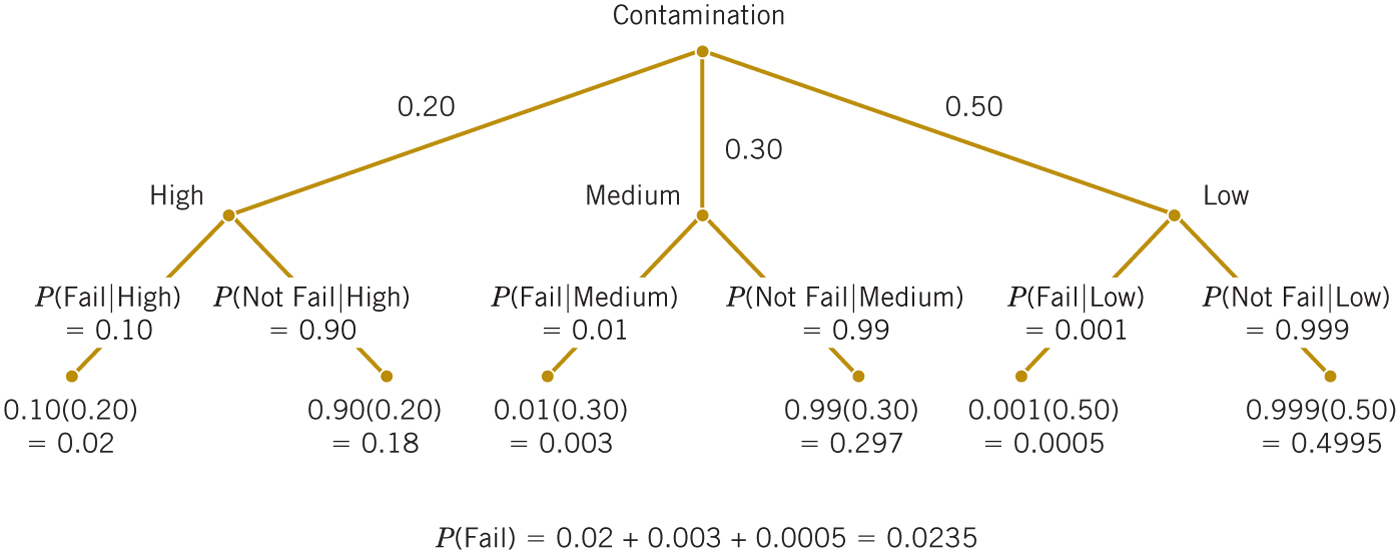 Contamination
0.20
0.50
0.30
High
Medium
Low
P(Fail|High)
= 0.10
P(Not Fail|High)
= 0.90
P(Fail|Medium)
= 0.01
P(Not Fail|Medium)
= 0.99
P(Fail|Low)
= 0.001
P(Not Fail|Low)
= 0.999
0.10(0.20)
= 0.02
0.90(0.20)
= 0.18
0.01(0.30)
= 0.003
0.99(0.30)
= 0.297
0.001(0.50)
= 0.0005
0.999(0.50)
= 0.4995
P(Fail) = 0.02 + 0.003 + 0.0005 = 0.0235